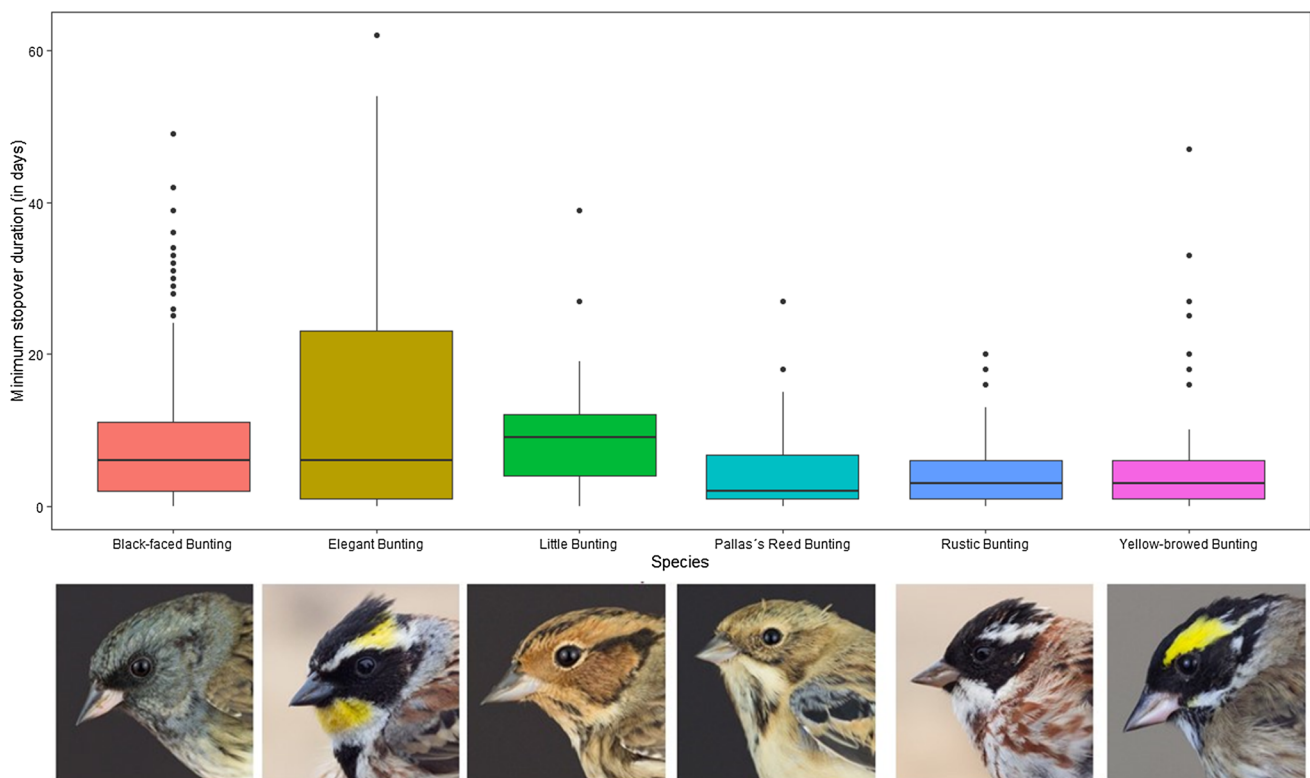 Minimum stopover duration (in days)
60
40
20
0
Black-faced Bunting
Elegant Bunting
Little Bunting
Pallas´s Reed Bunting
Rustic Bunting
Yellow-browed Bunting
Species